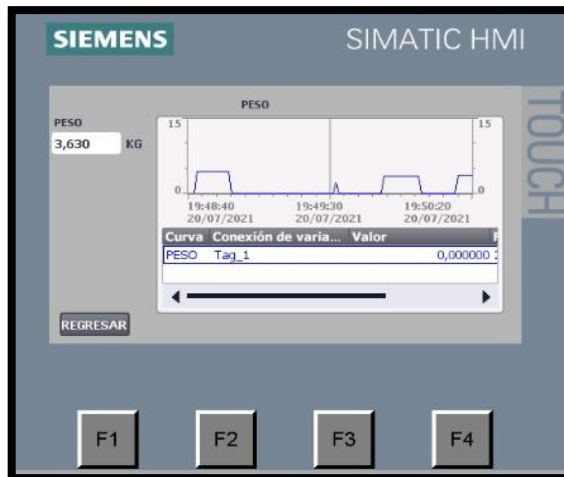 SIEMENS
SIMATIC HMI
TOUCH
PESO
PESO
3,630 KG
15 15
0 0
19:48:40 19:49:30 19:50:20
20/07/2021 20/07/2021 20/07/2021
Curva Conexión de varia... Valor
PESO Tag_1 0,000000
REGRESAR
F1 F2 F3 F4